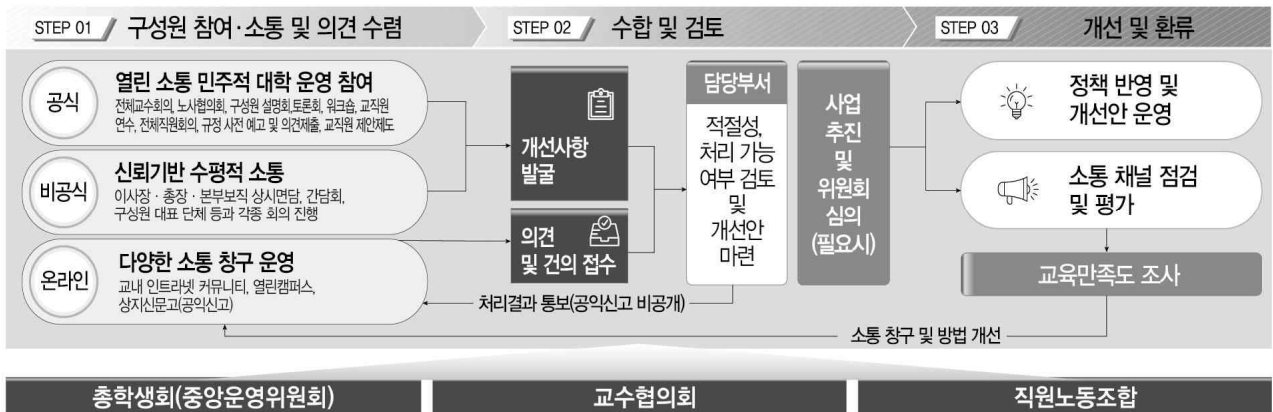 STEP 01 구성원 참여·소통 및 의견 수렴
STEP 02 수합 및 검토
STEP 03 개선 및 환류
공식
열린 소통 민주적 대학 운영 참여
전체교수회의, 노사협의회, 구성원 설명회,토론회, 워크숍, 교직원
연수, 전체직원회의, 규정 사전 예고 및 의견제출, 교직원 제안제도
비공식
신뢰기반 수평적 소통
이사장·총장·본부보직 상시면담, 간담회,
구성원 대표 단체 등과 각종 회의 진행
온라인
다양한 소통 창구 운영
교내 인트라넷 커뮤니티, 열린캠퍼스,
상지신문고(공익신고)
개선사항
발굴
의견
및 건의 접수
담당부서
적절성,
처리 가능
여부 검토
및
개선안
마련
사업
추진
및
위원회
심의
(필요시)
정책 반영 및
개선안 운영
소통 채널 점검
및 평가
교육만족도 조사
처리결과 통보(공익신고 비공개)
소통 창구 및 방법 개선
총학생회(중앙운영위원회)
교수협의회
직원노동조합